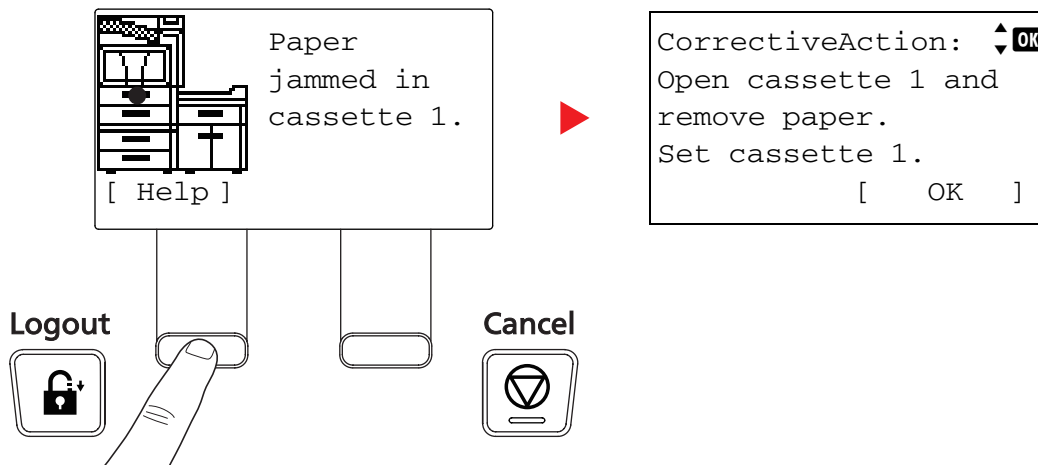 Paper
jammed in
cassette 1.
[ Help ]
CorrectiveAction: OK
Open cassette 1 and
remove paper.
Set cassette 1.
[ OK ]
Logout
Cancel